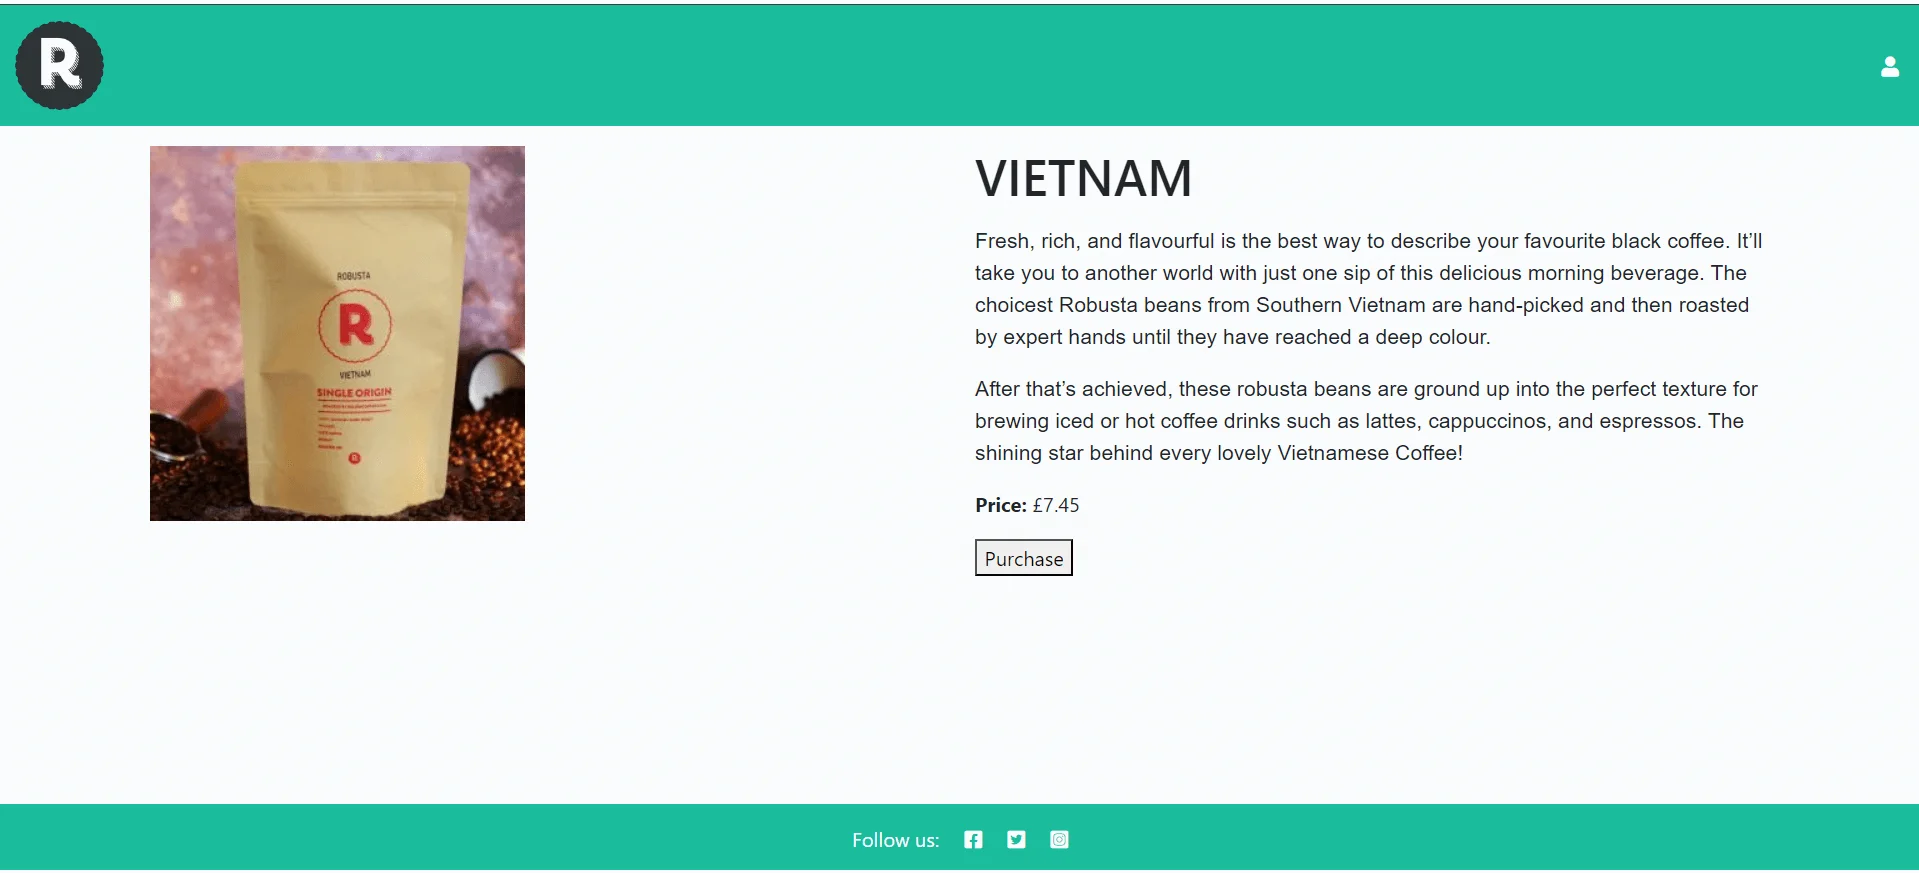 R
ROBUSTA
R
VIETNAM
SINGLE ORIGIN
R
VIETNAM
Fresh, rich, and flavourful is the best way to describe your favourite black coffee. It’ll
take you to another world with just one sip of this delicious morning beverage. The
choicest Robusta beans from Southern Vietnam are hand-picked and then roasted
by expert hands until they have reached a deep colour.
After that’s achieved, these robusta beans are ground up into the perfect texture for
brewing iced or hot coffee drinks such as lattes, cappuccinos, and espressos. The
shining star behind every lovely Vietnamese Coffee!
Price: £7.45
Purchase
Follow us: